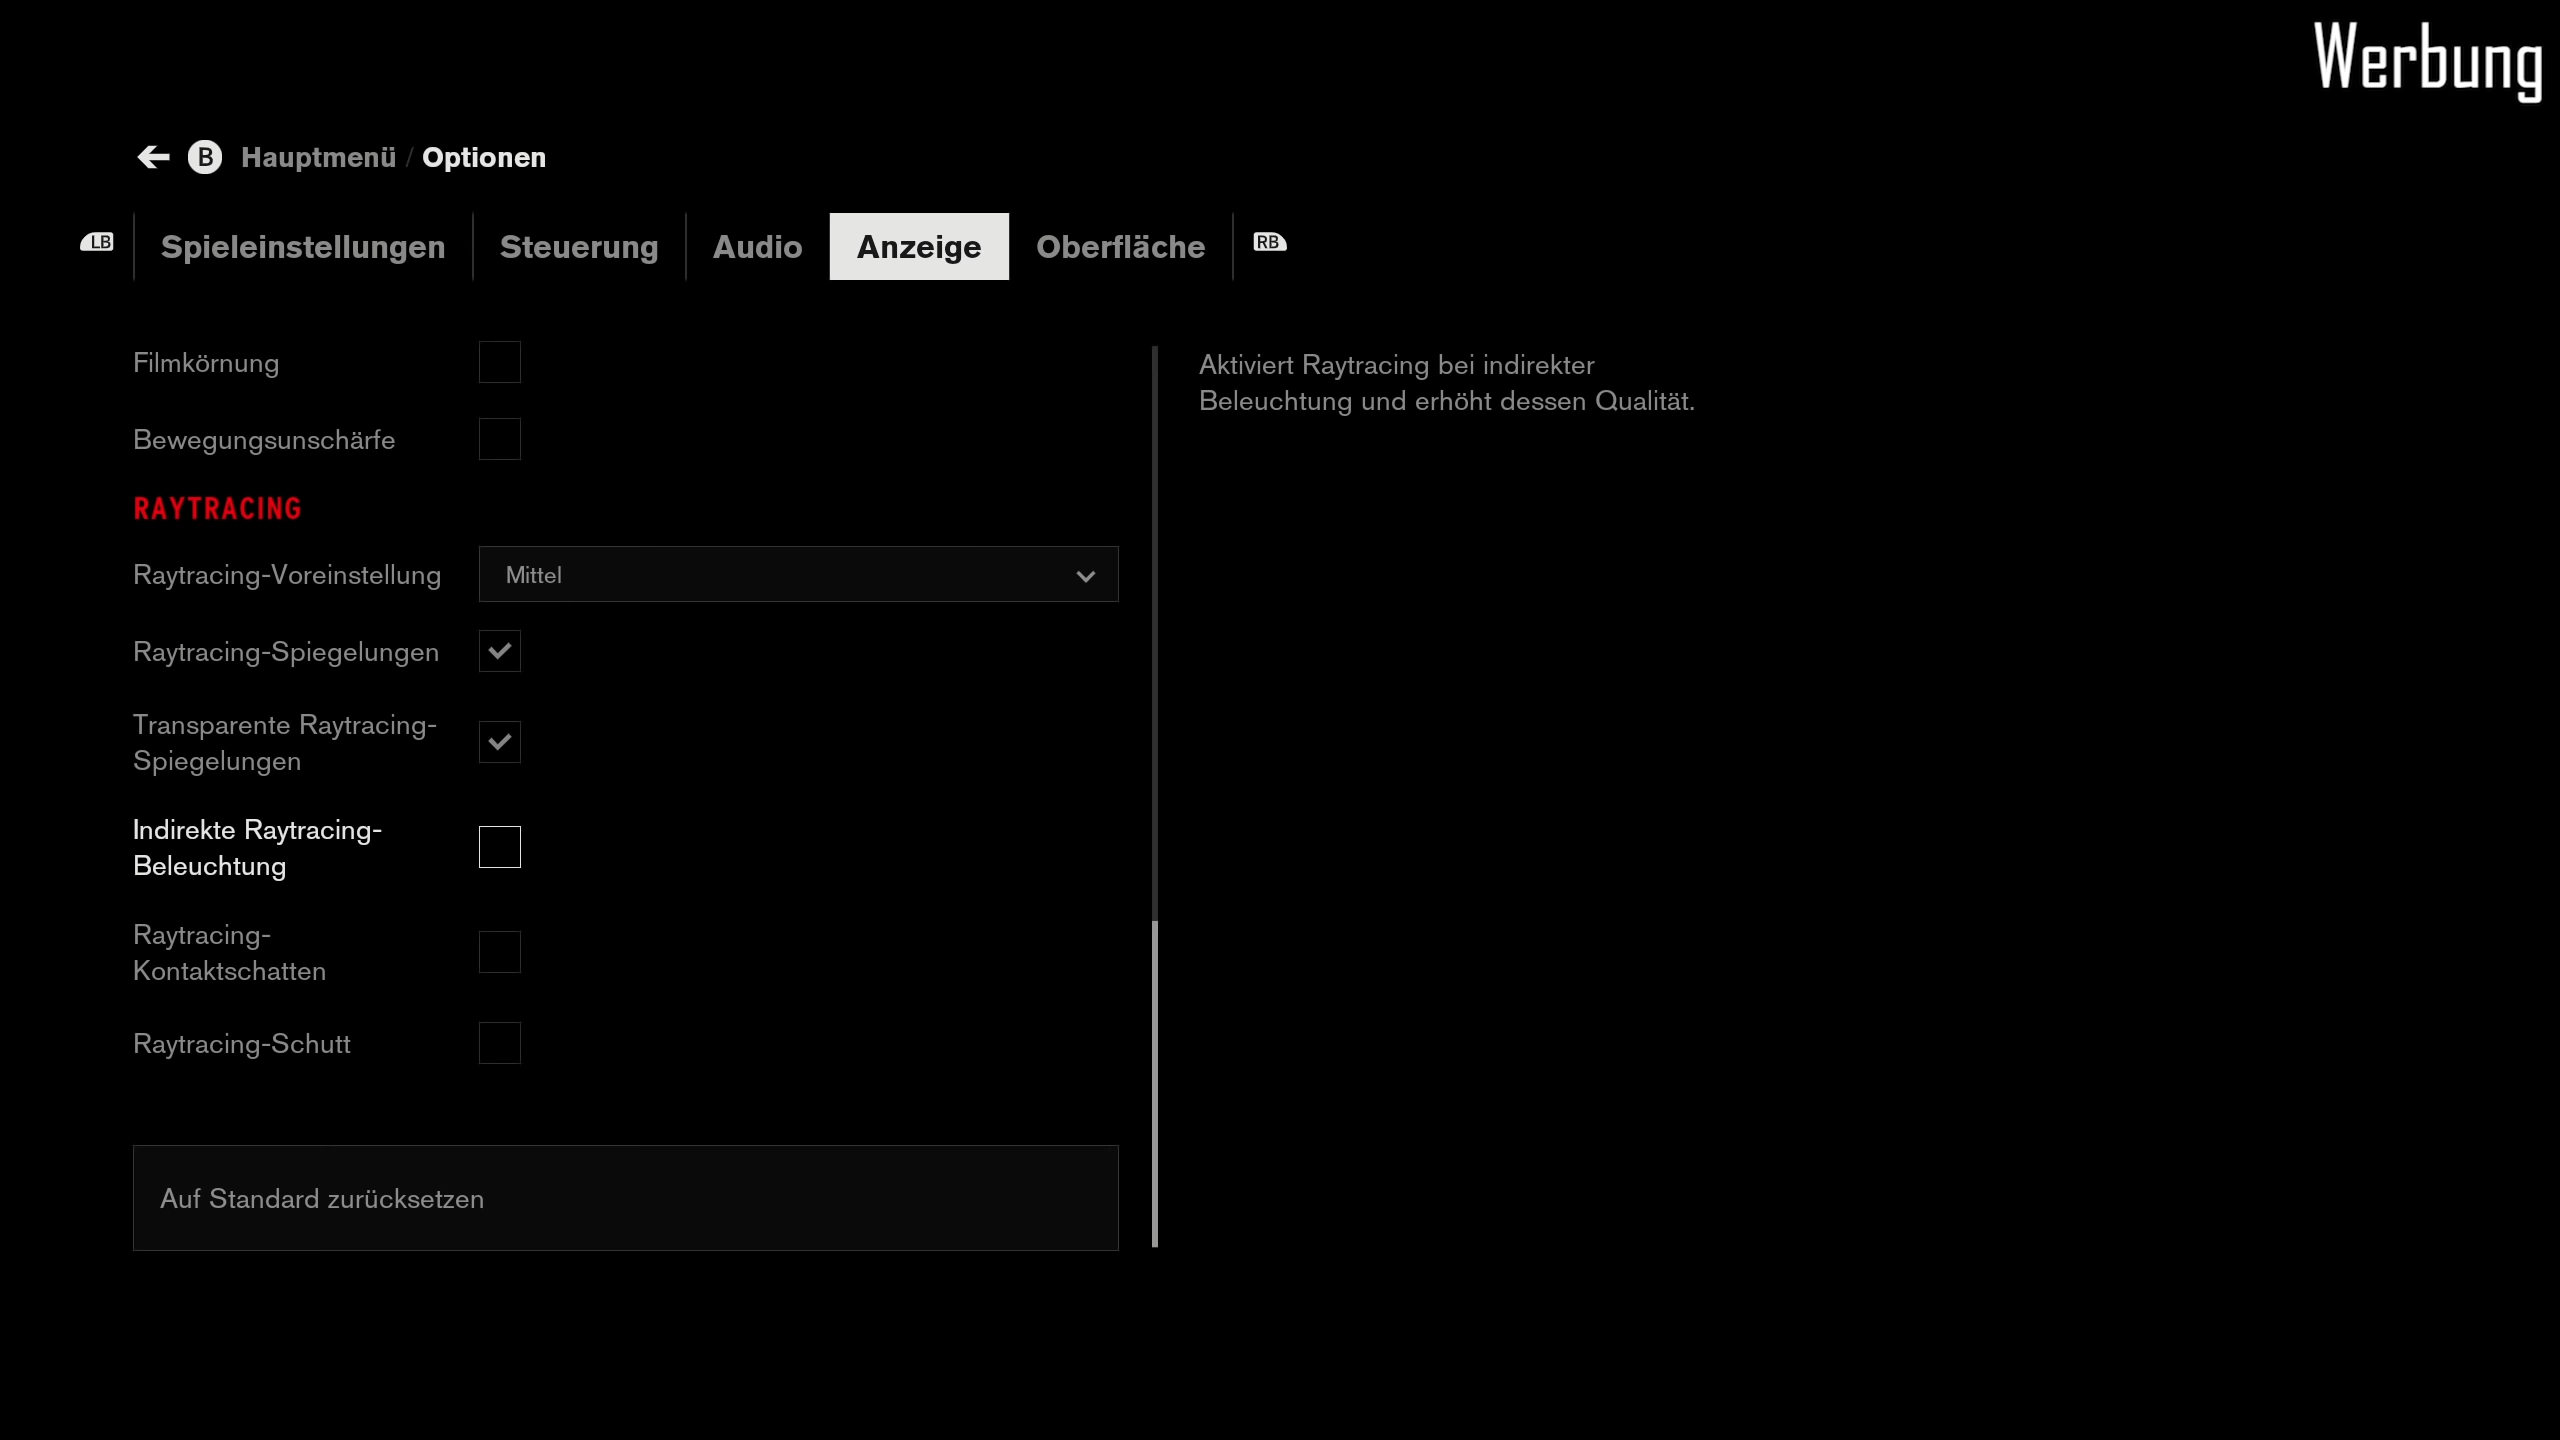 Werbung
B Hauptmenü / Optionen
LB Spieleinstellungen Steuerung Audio Anzeige Oberfläche RB
Filmkörnung
Bewegungsunschärfe
RAYTRACING
Raytracing-Voreinstellung Mittel
Raytracing-Spiegelungen
Transparente Raytracing-
Spiegelungen
Indirekte Raytracing-
Beleuchtung
Raytracing-
Kontaktschatten
Raytracing-Schutt
Auf Standard zurücksetzen
Aktiviert Raytracing bei indirekter
Beleuchtung und erhöht dessen Qualität.